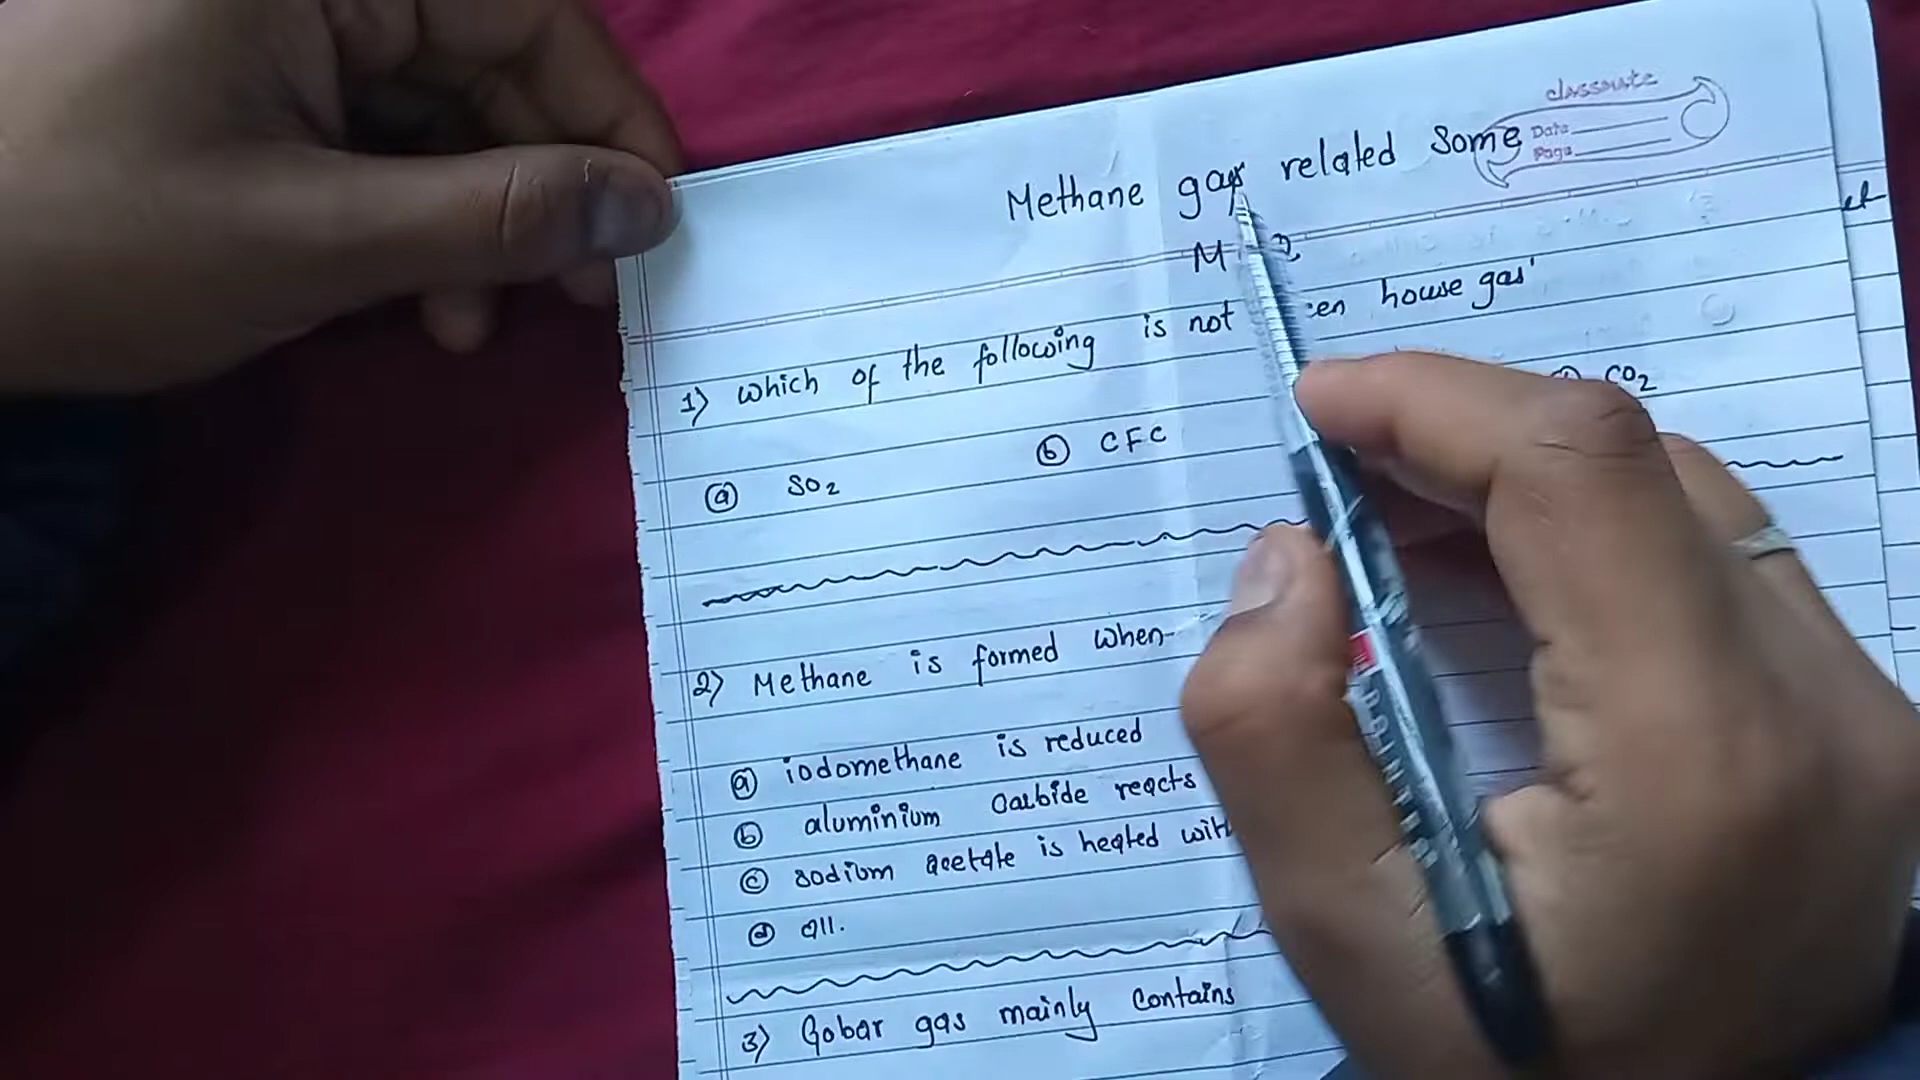 classmate
Date
Page
Methane gas related Some
1) which of the following is not house gas'
(a) SO2 (b) CFC CO2
2) Methane is formed when-
(a) iodomethane is reduced
(b) aluminium carbide reacts
(c) sodium acetate is heated with
(d) all.
3) Gobar gas mainly contains
POINTEC